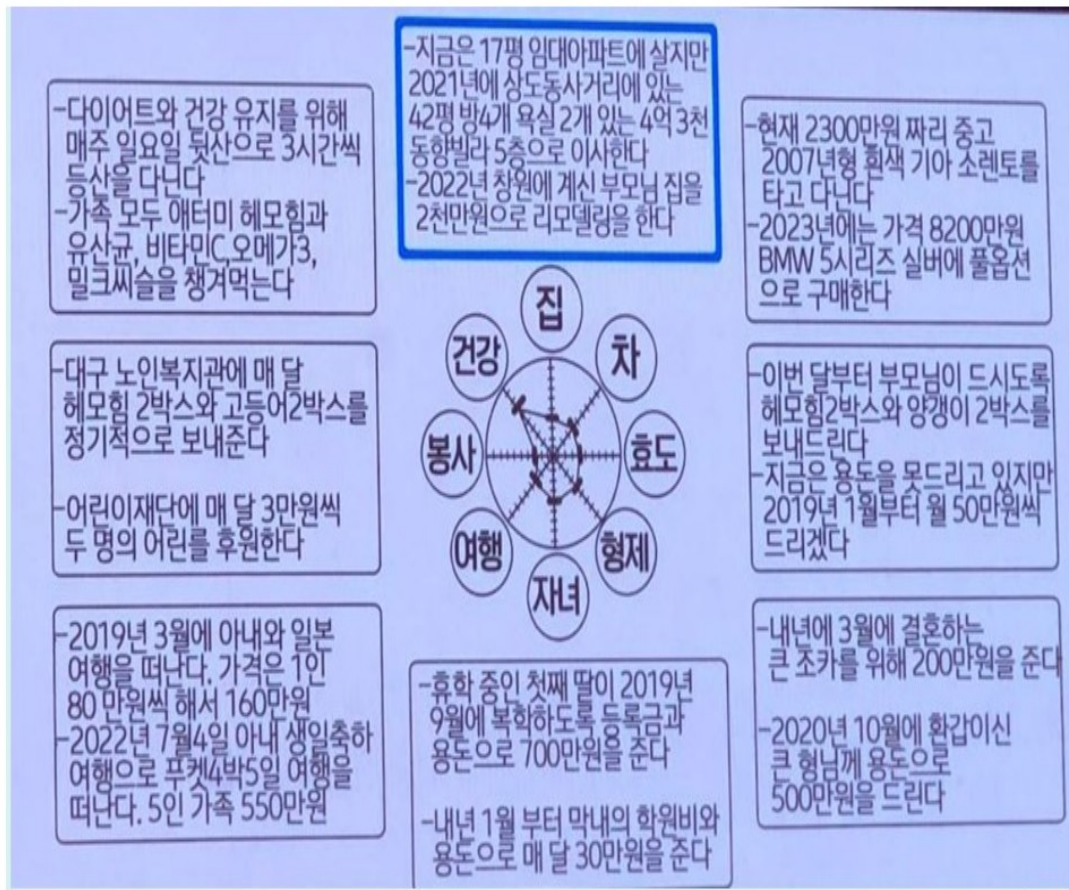 -지금은 17평 임대아파트에 살지만
2021년에 상도동사거리에 있는
42평 방4개 욕실 2개 있는 4억 3천
동향빌라 5층으로 이사한다
-2022년 창원에 계신 부모님 집을
2천만원으로 리모델링을 한다
-다이어트와 건강 유지를 위해
매주 일요일 뒷산으로 3시간씩
등산을 다닌다
-가족 모두 애터미 헤모힘과
유산균, 비타민C,오메가3,
밀크씨슬을 챙겨먹는다
-현재 2300만원 짜리 중고
2007년형 흰색 기아 소렌토를
타고 다닌다
-2023년에는 가격 8200만원
BMW 5시리즈 실버에 풀옵션
으로 구매한다
집
건강
차
봉사
효도
여행
형제
자녀
-대구 노인복지관에 매 달
헤모힘 2박스와 고등어2박스를
정기적으로 보내준다
-어린이재단에 매 달 3만원씩
두 명의 어린를 후원한다
-이번 달부터 부모님이 드시도록
헤모힘2박스와 양갱이 2박스를
보내드린다
-지금은 용돈을 못드리고 있지만
2019년 1월부터 월 50만원씩
드리겠다
-2019년 3월에 아내와 일본
여행을 떠난다. 가격은 1인
80 만원씩 해서 160만원
-2022년 7월4일 아내 생일축하
여행으로 푸켓4박5일 여행을
떠난다. 5인 가족 550만원
-휴학 중인 첫째 딸이 2019년
9월에 복학하도록 등록금과
용돈으로 700만원을 준다
-내년 1월 부터 막내의 학원비와
용돈으로 매 달 30만원을 준다
-내년에 3월에 결혼하는
큰 조카를 위해 200만원을 준다
-2020년 10월에 환갑이신
큰 형님께 용돈으로
500만원을 드린다